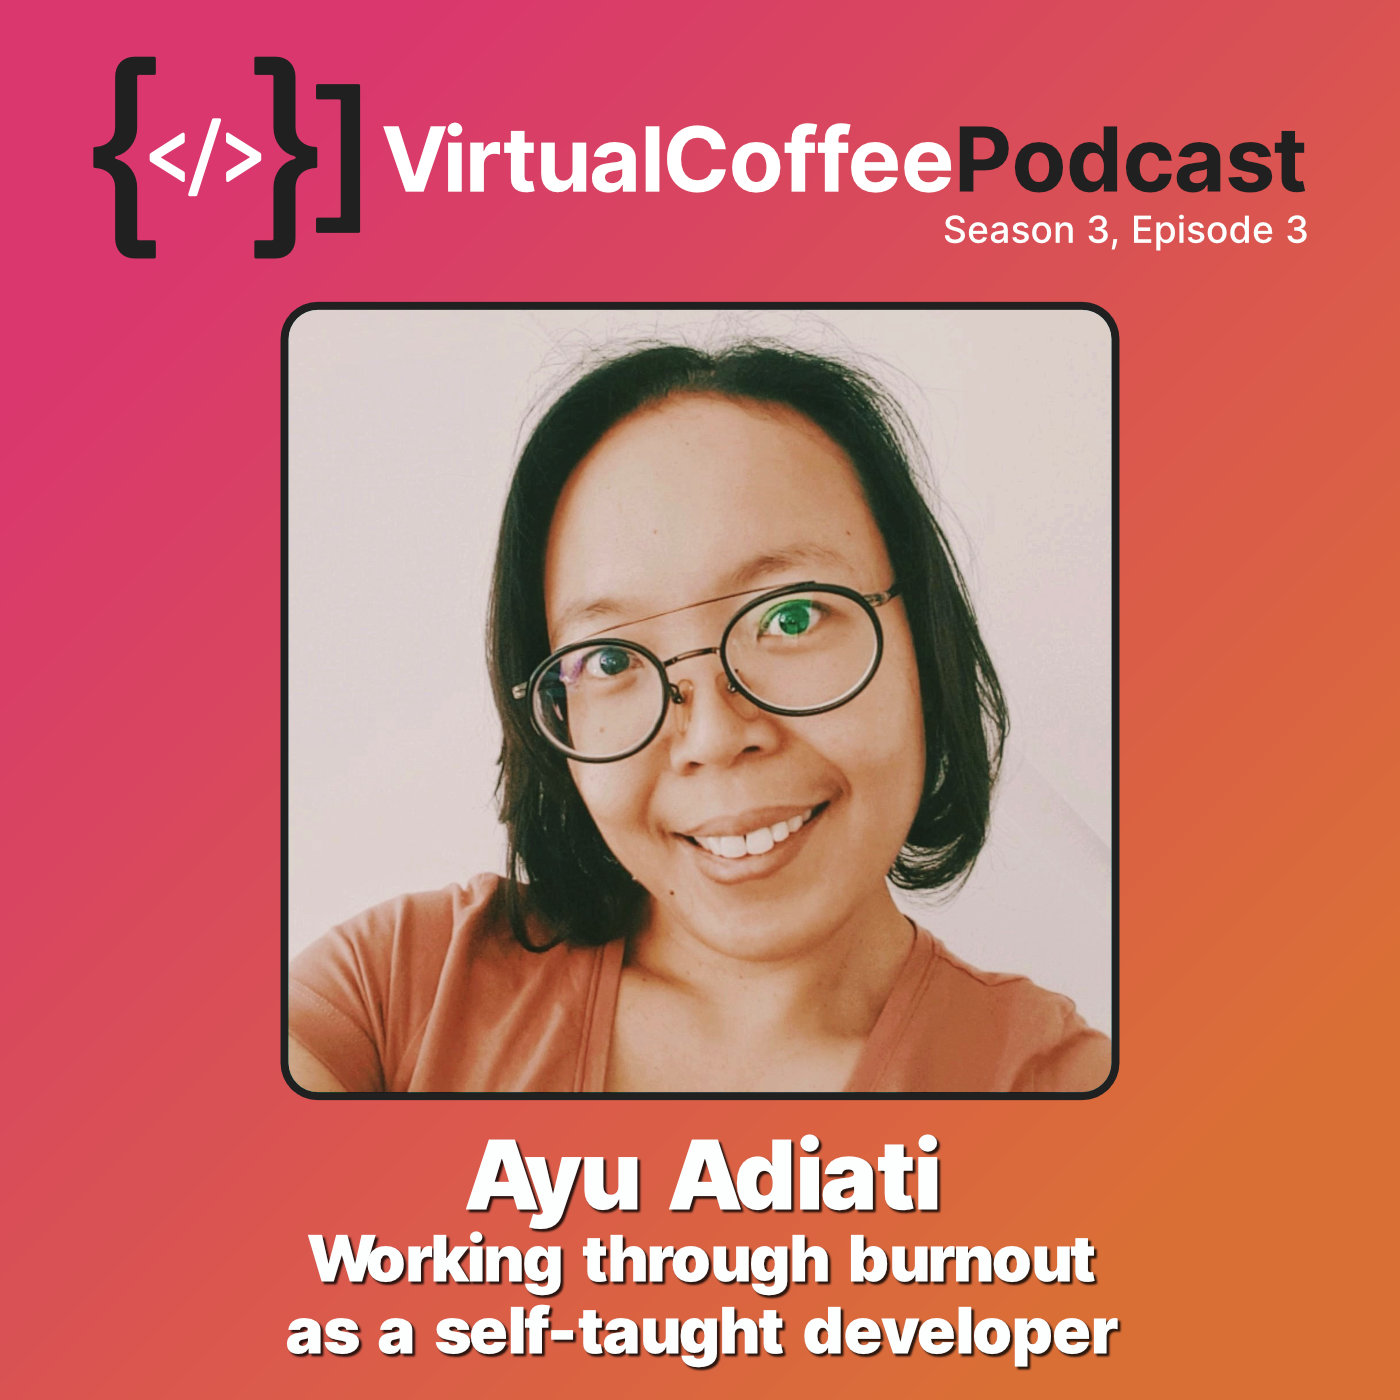 {</>}] VirtualCoffeePodcast
Season 3, Episode 3
Ayu Adiati
Working through burnout
as a self-taught developer